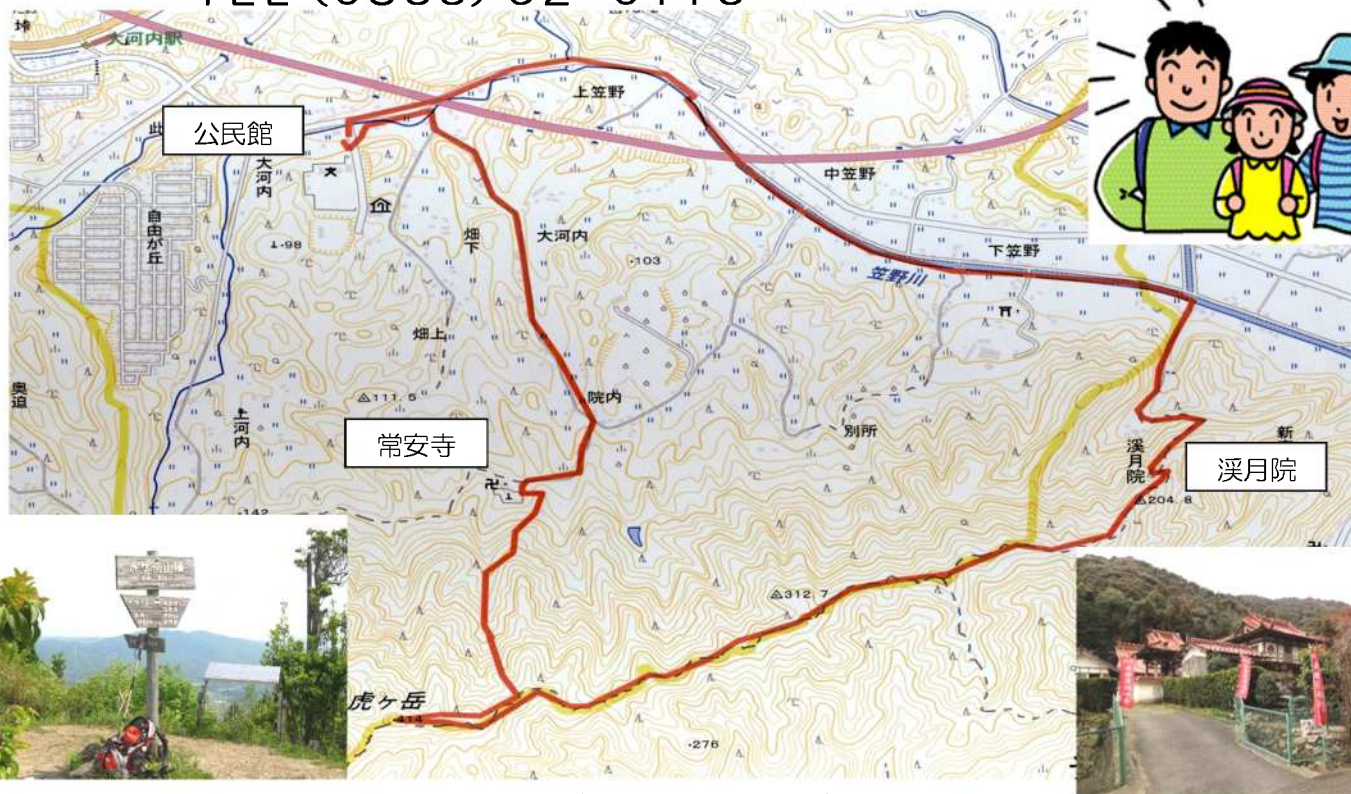 大河内駅
公民館
大河内
自由が丘
98
畑下
大河内
上笠野
中笠野
下笠野
笠野川
103
畑上
111.5
院内
別所
奥迫
上河内
常安寺
渓月院
渓月院
204.8
142
312.7
虎ヶ岳
414
276